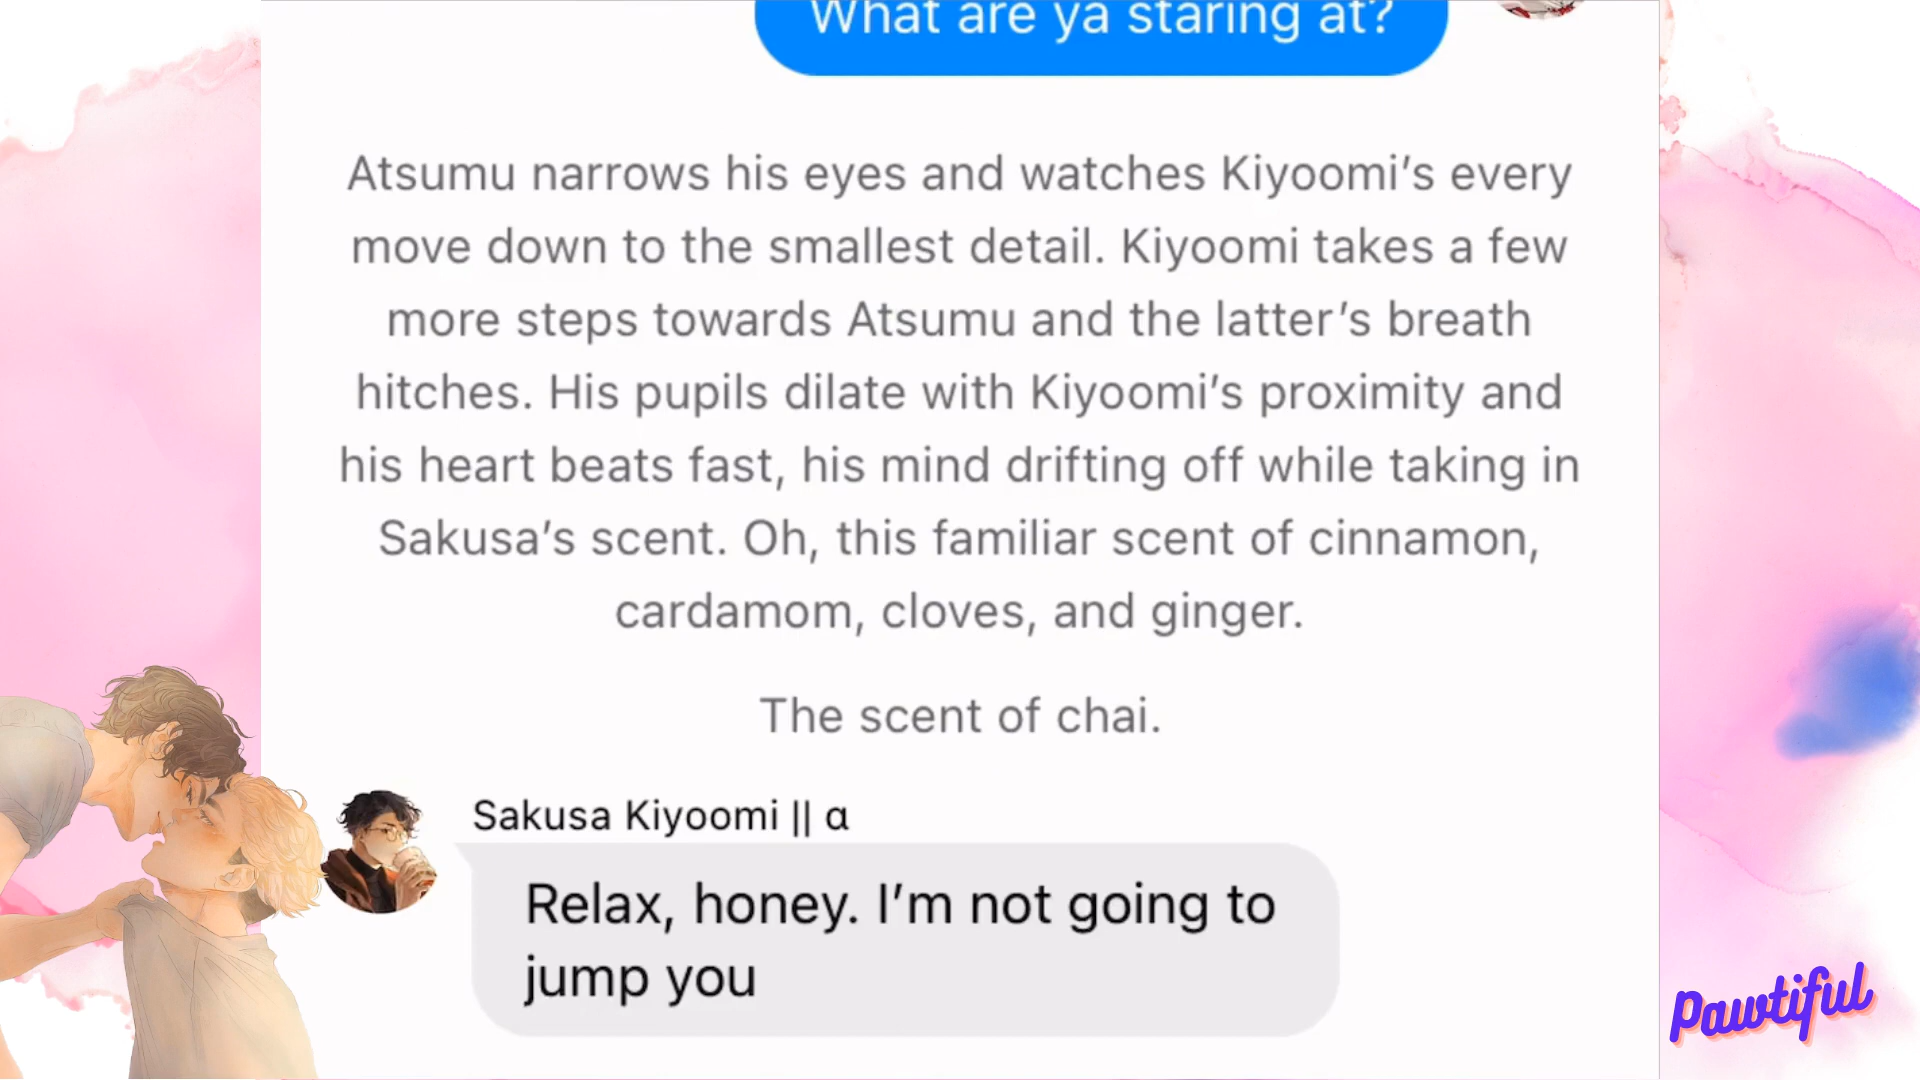 What are ya staring at?
Atsumu narrows his eyes and watches Kiyoomi’s every
move down to the smallest detail. Kiyoomi takes a few
more steps towards Atsumu and the latter’s breath
hitches. His pupils dilate with Kiyoomi’s proximity and
his heart beats fast, his mind drifting off while taking in
Sakusa’s scent. Oh, this familiar scent of cinnamon,
cardamom, cloves, and ginger.
The scent of chai.
Sakusa Kiyoomi || α
Relax, honey. I’m not going to
jump you
Pawtiful